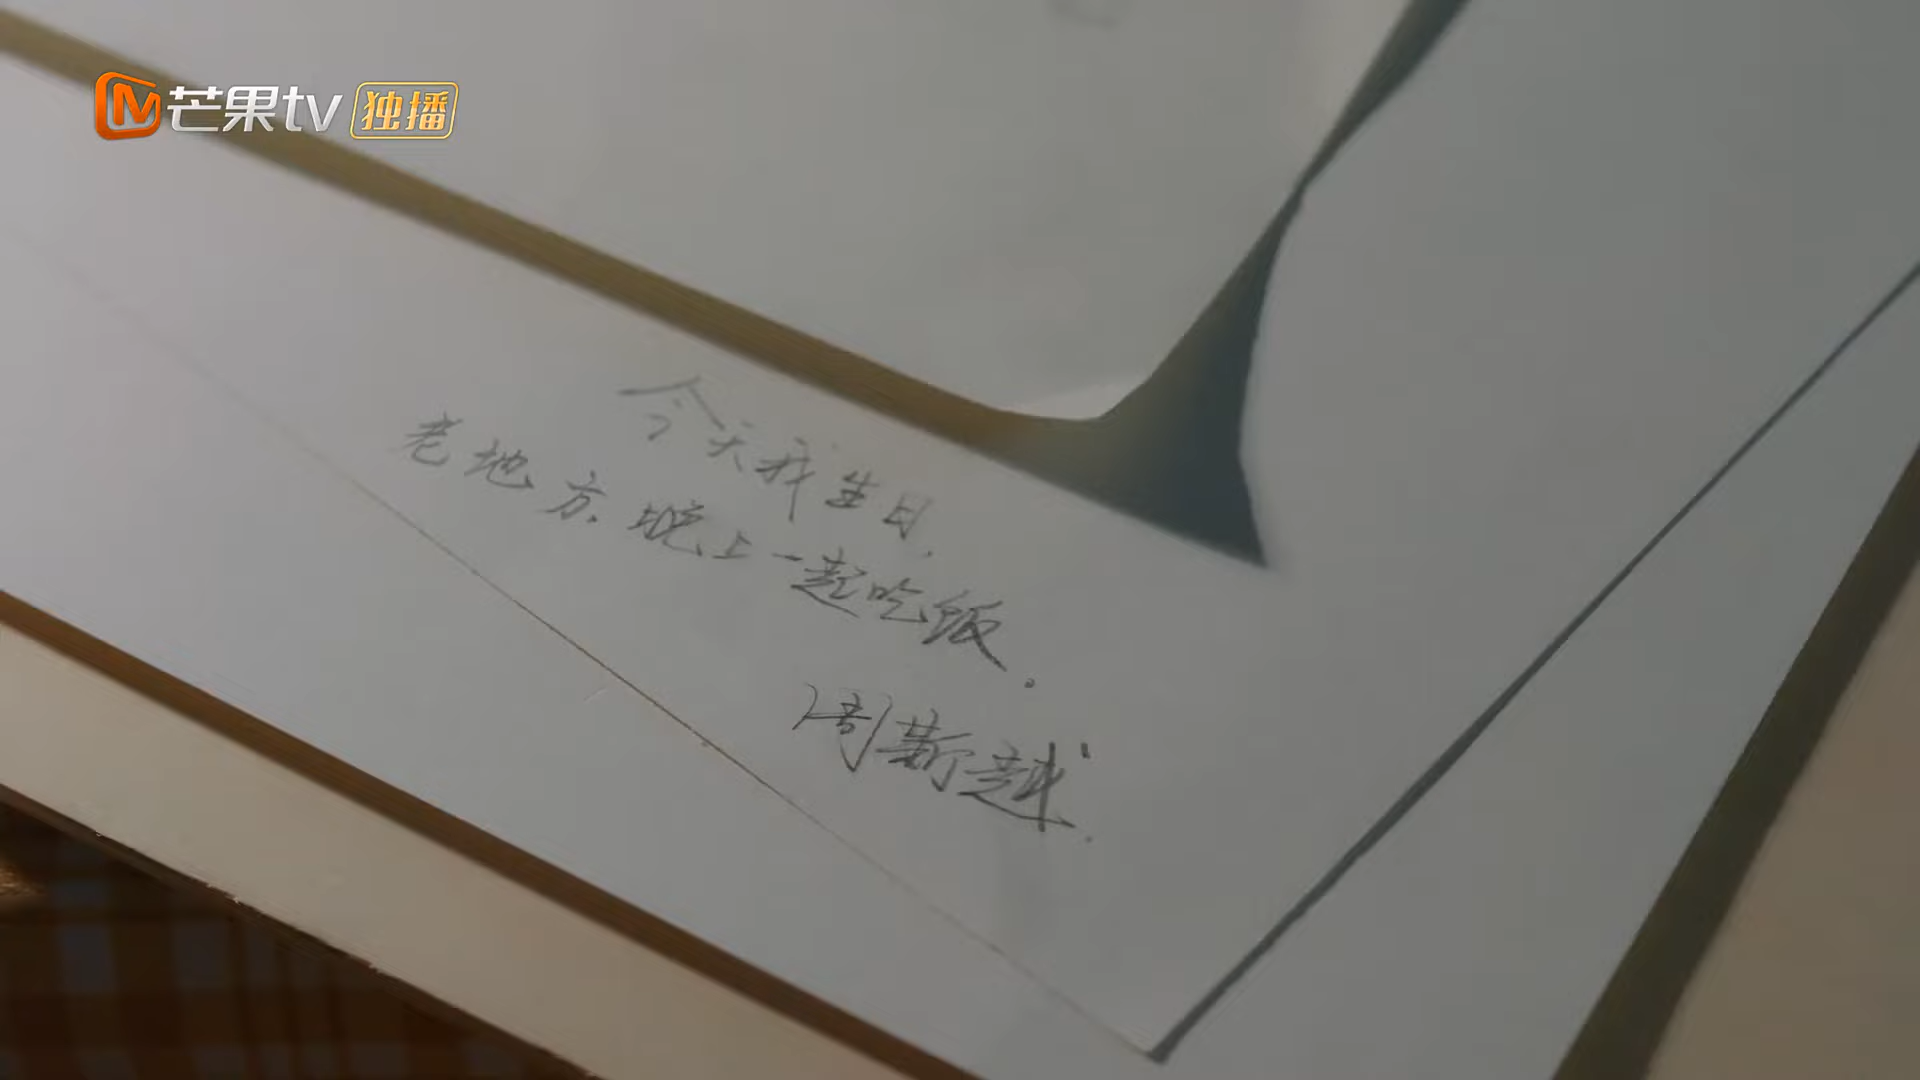 芒果tv 独播
今天我生日,
老地方.晚上一起吃饭.
周斯越.